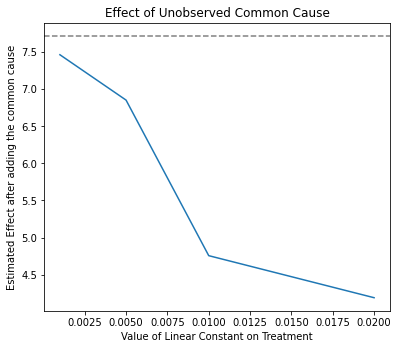 Effect of Unobserved Common Cause
Estimated Effect after adding the common cause
7.5
7.0
6.5
6.0
5.5
5.0
4.5
0.0025 0.0050 0.0075 0.0100 0.0125 0.0150 0.0175 0.0200
Value of Linear Constant on Treatment